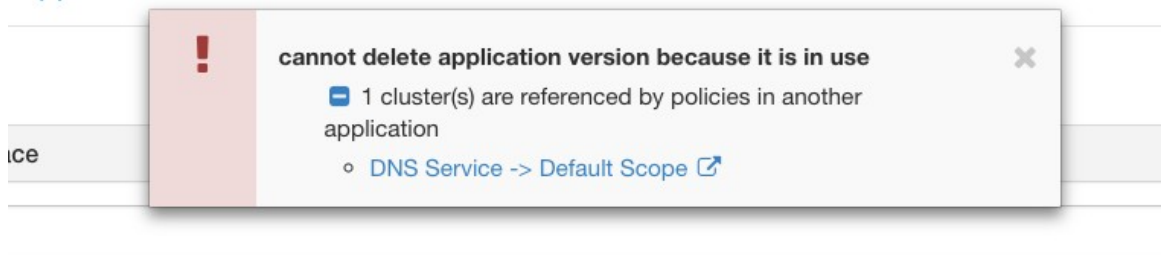 cannot delete application version because it is in use
1 cluster(s) are referenced by policies in another
application
DNS Service -> Default Scope